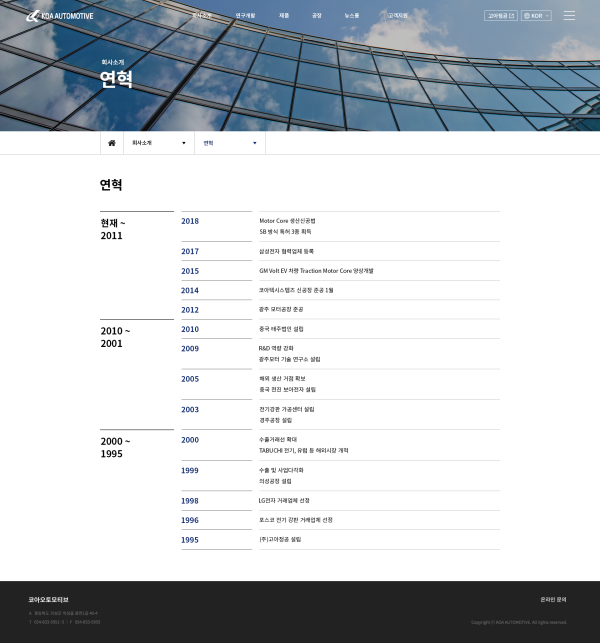 KOA AUTOMOTIVE
회사소개 연구개발 제품 공장 뉴스룸 고객지원
고아정공 KOR
회사소개
연혁
회사소개 연혁
연혁
현재 ~
2011
2018 Motor Core 생산신공법
SB 방식 특허 3종 획득
2017 삼성전자 협력업체 등록
2015 GM Volt EV 차량 Traction Motor Core 양상개발
2014 코아텍시스템즈 신공장 준공 1월
2012 광주 모터공장 준공
2010 ~
2001
2010 중국 태주법인 설립
2009 R&D 역량 강화
광주모터 기술 연구소 설립
2005 해외 생산 거점 확보
중국 천진 보아전자 설립
2003 전기강판 가공센터 설립
경주공장 설립
2000 ~
1995
2000 수출거래선 확대
TABUCHI 전기, 유럽 등 해외시장 개척
1999 수출 및 사업다각화
의성공장 설립
1998 LG전자 거래업체 선정
1996 포스코 전기 강판 거래업체 선정
1995 (주)고아정공 설립
코아오토모티브
온라인 문의
Copyright ⓒ KOA AUTOMOTIVE. All rights reserved.